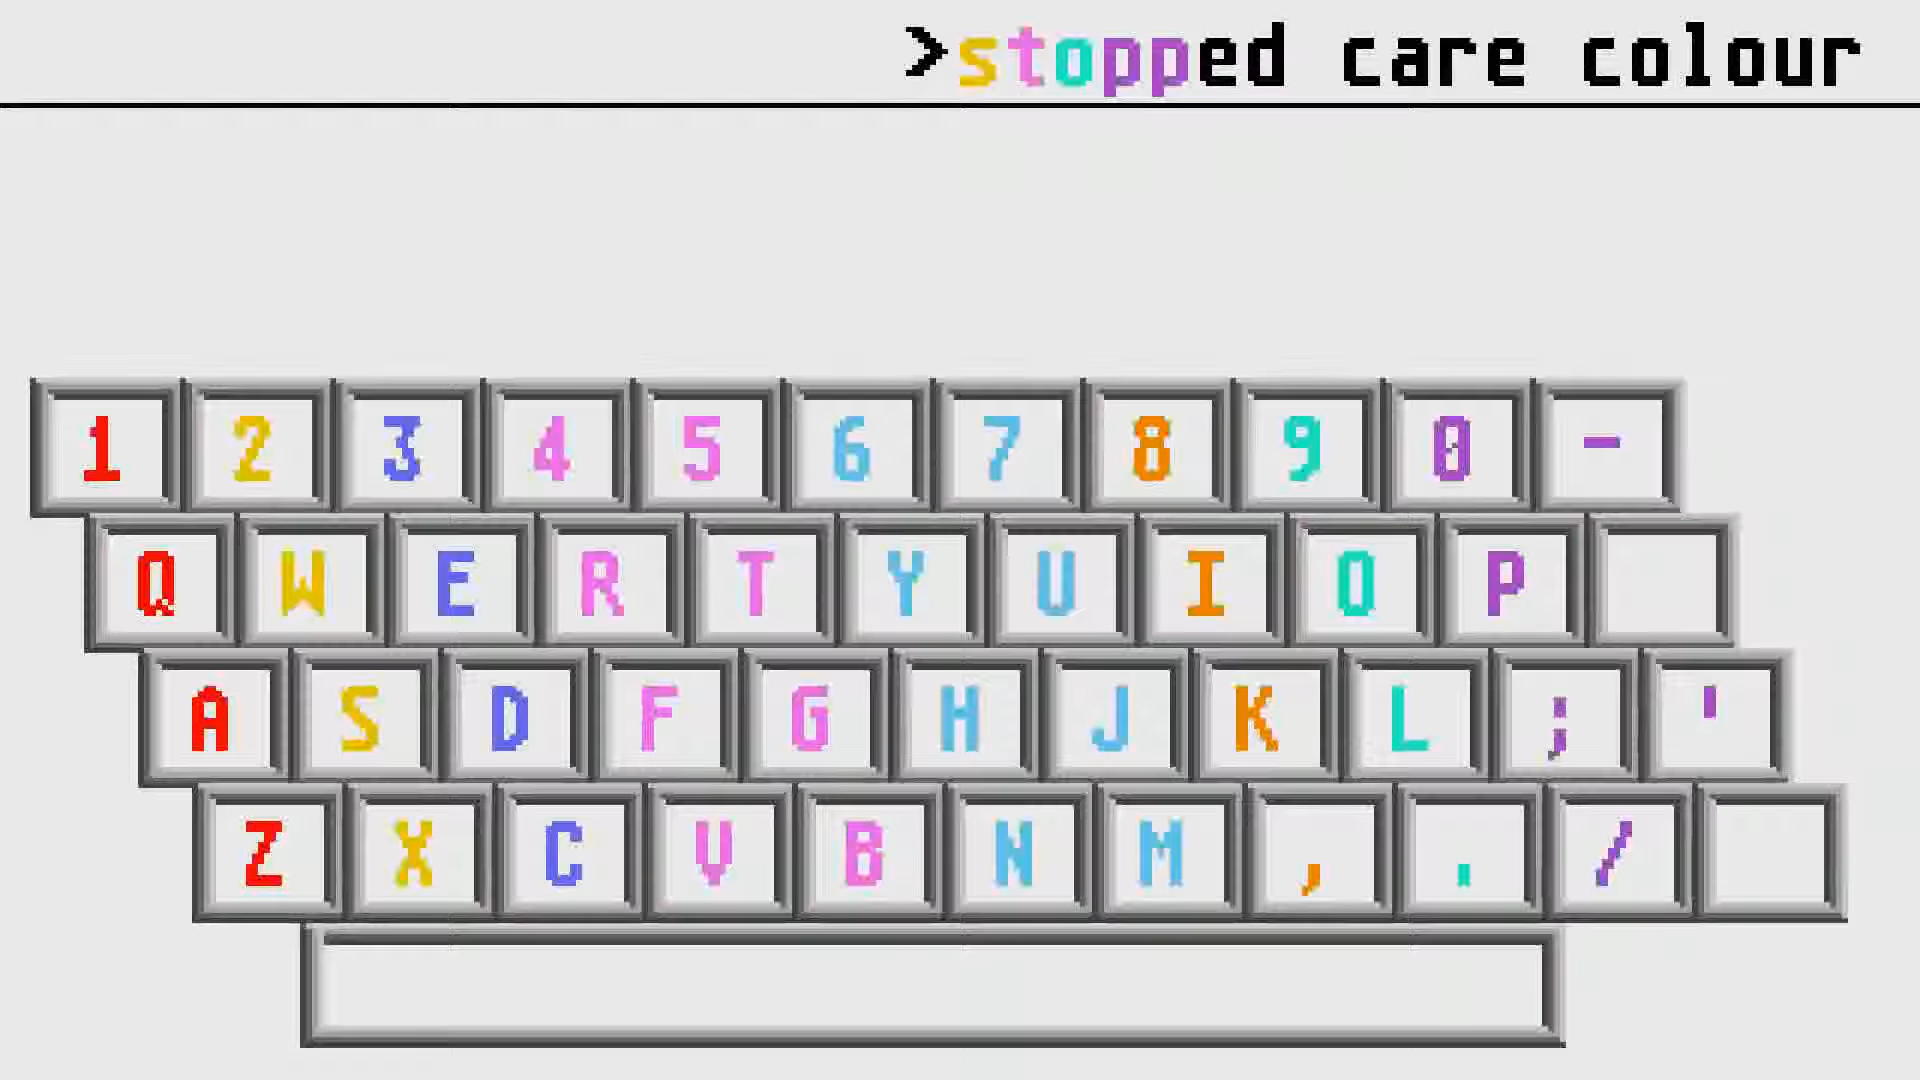 >stopped care colour
1 2 3 4 5 6 7 8 9 0 -
Q W E R T Y U I O P
A S D F G H J K L ; '
Z X C V B N M , . /